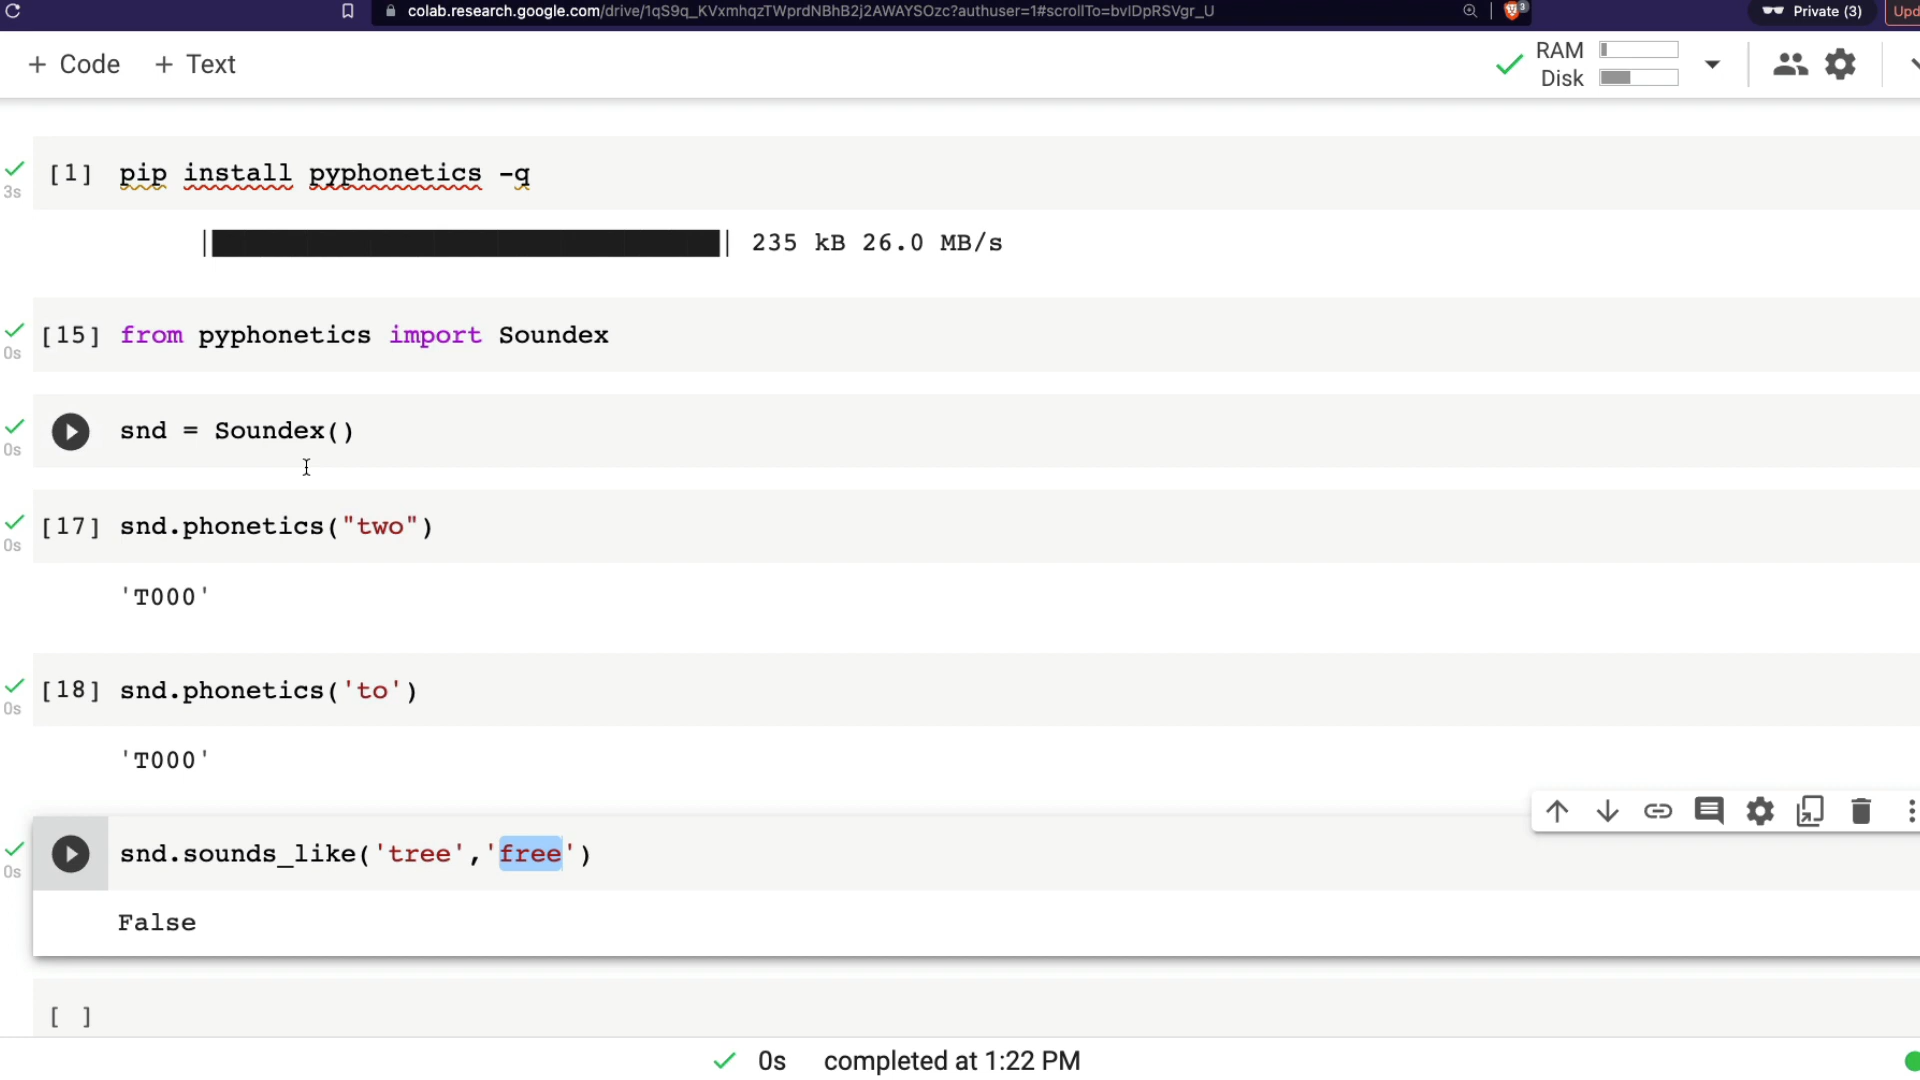 colab.research.google.com/drive/1qS9q_KVxmhqzTWprdNBhB2j2AWAYSOzc?authuser=1#scrollTo=bvlDpRSVgr_U
3
Private (3)
Upd
+ Code + Text
RAM
Disk
[1] pip install pyphonetics -q
3s
235 kB 26.0 MB/s
[15] from pyphonetics import Soundex
0s
snd = Soundex()
0s
[17] snd.phonetics("two")
0s
'T000'
[18] snd.phonetics('to')
0s
'T000'
snd.sounds_like('tree','free')
0s
False
[ ]
0s completed at 1:22 PM